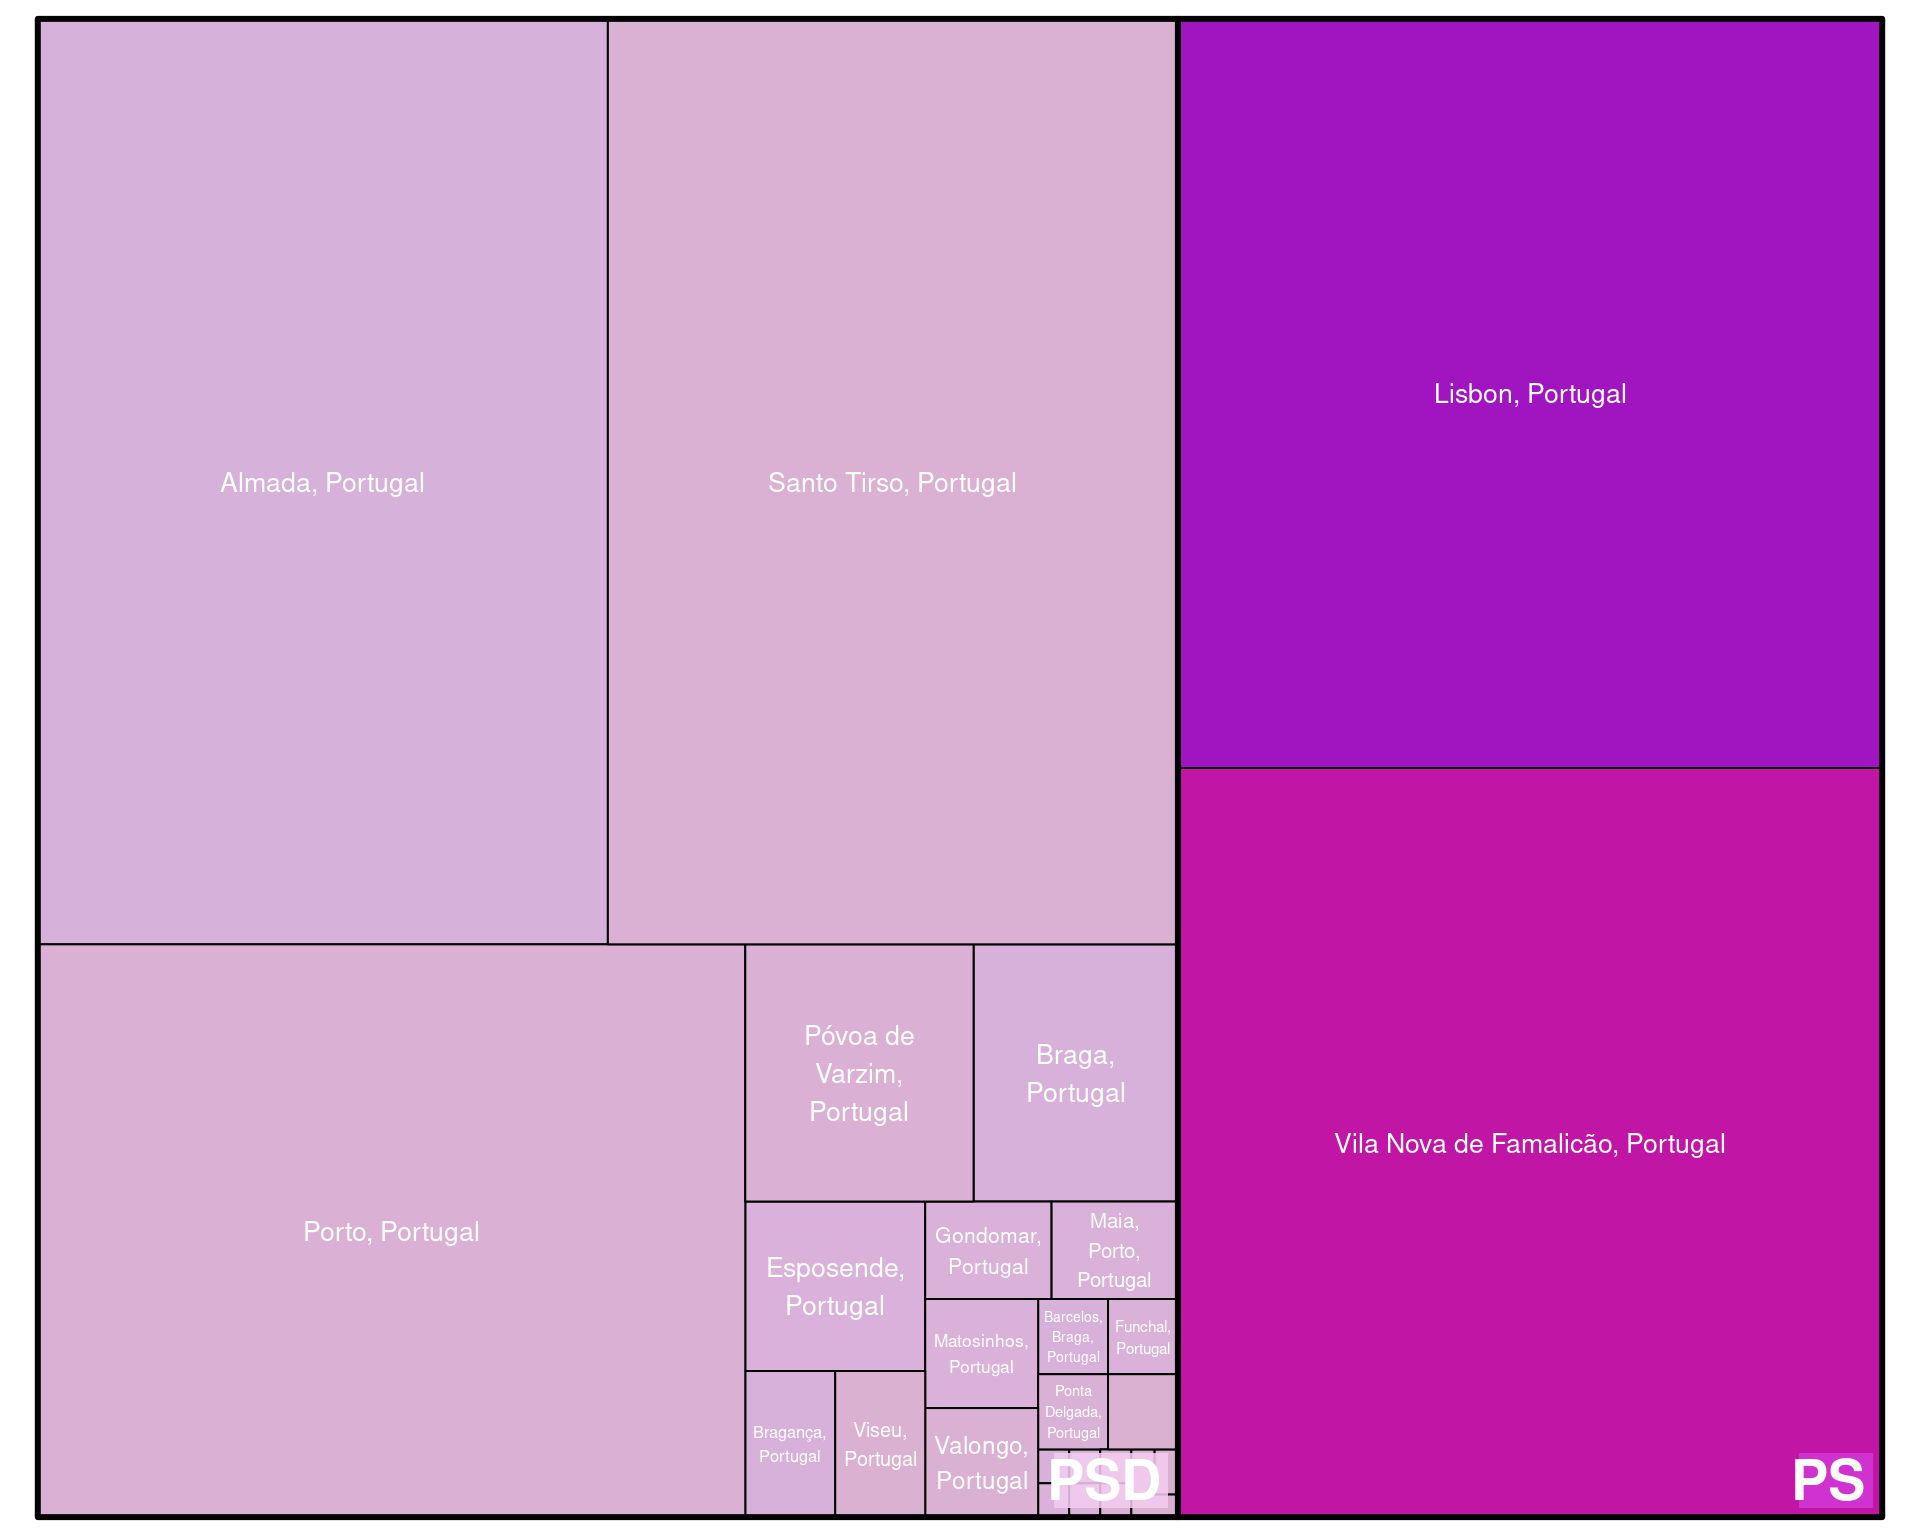 Almada, Portugal
Santo Tirso, Portugal
Lisbon, Portugal
Porto, Portugal
Póvoa de
Varzim,
Portugal
Braga,
Portugal
Vila Nova de Famalicão, Portugal
Esposende,
Portugal
Gondomar,
Portugal
Maia,
Porto,
Portugal
Matosinhos,
Portugal
Barcelos,
Braga,
Portugal
Funchal,
Portugal
Bragança,
Portugal
Viseu,
Portugal
Valongo,
Portugal
Ponta
Delgada,
Portugal
PSD
PS